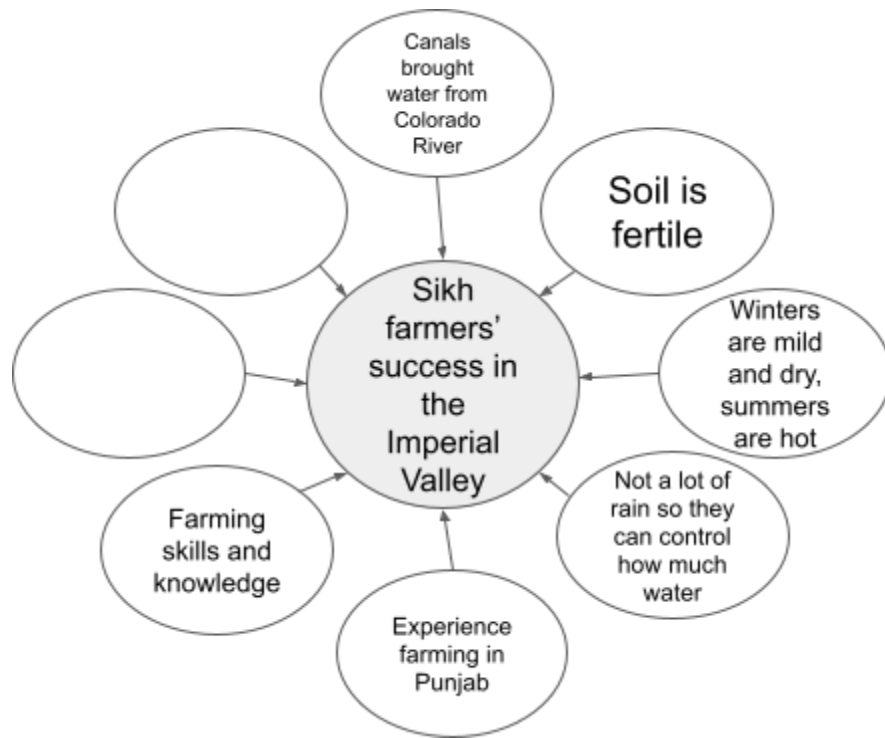 Canals
brought
water from
Colorado
River
Soil is
fertile
Winters
are mild
and dry,
summers
are hot
Not a lot of
rain so they
can control
how much
water
Experience
farming in
Punjab
Farming
skills and
knowledge
Sikh
farmers’
success in
the
Imperial
Valley